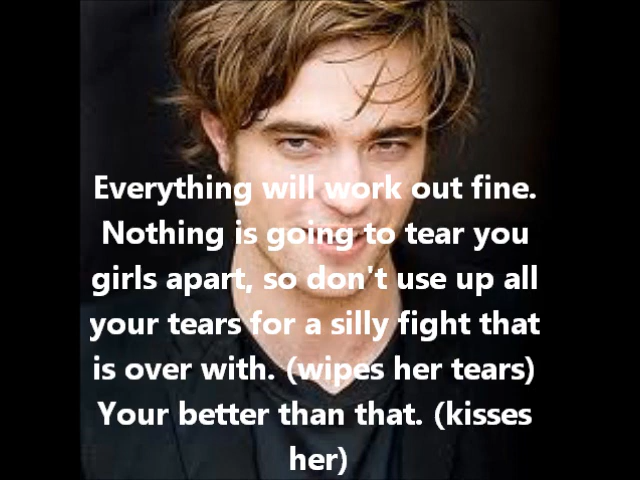 Everything will work out fine.
Nothing is going to tear you
girls apart, so don't use up all
your tears for a silly fight that
is over with. (wipes her tears)
Your better than that. (kisses
her)